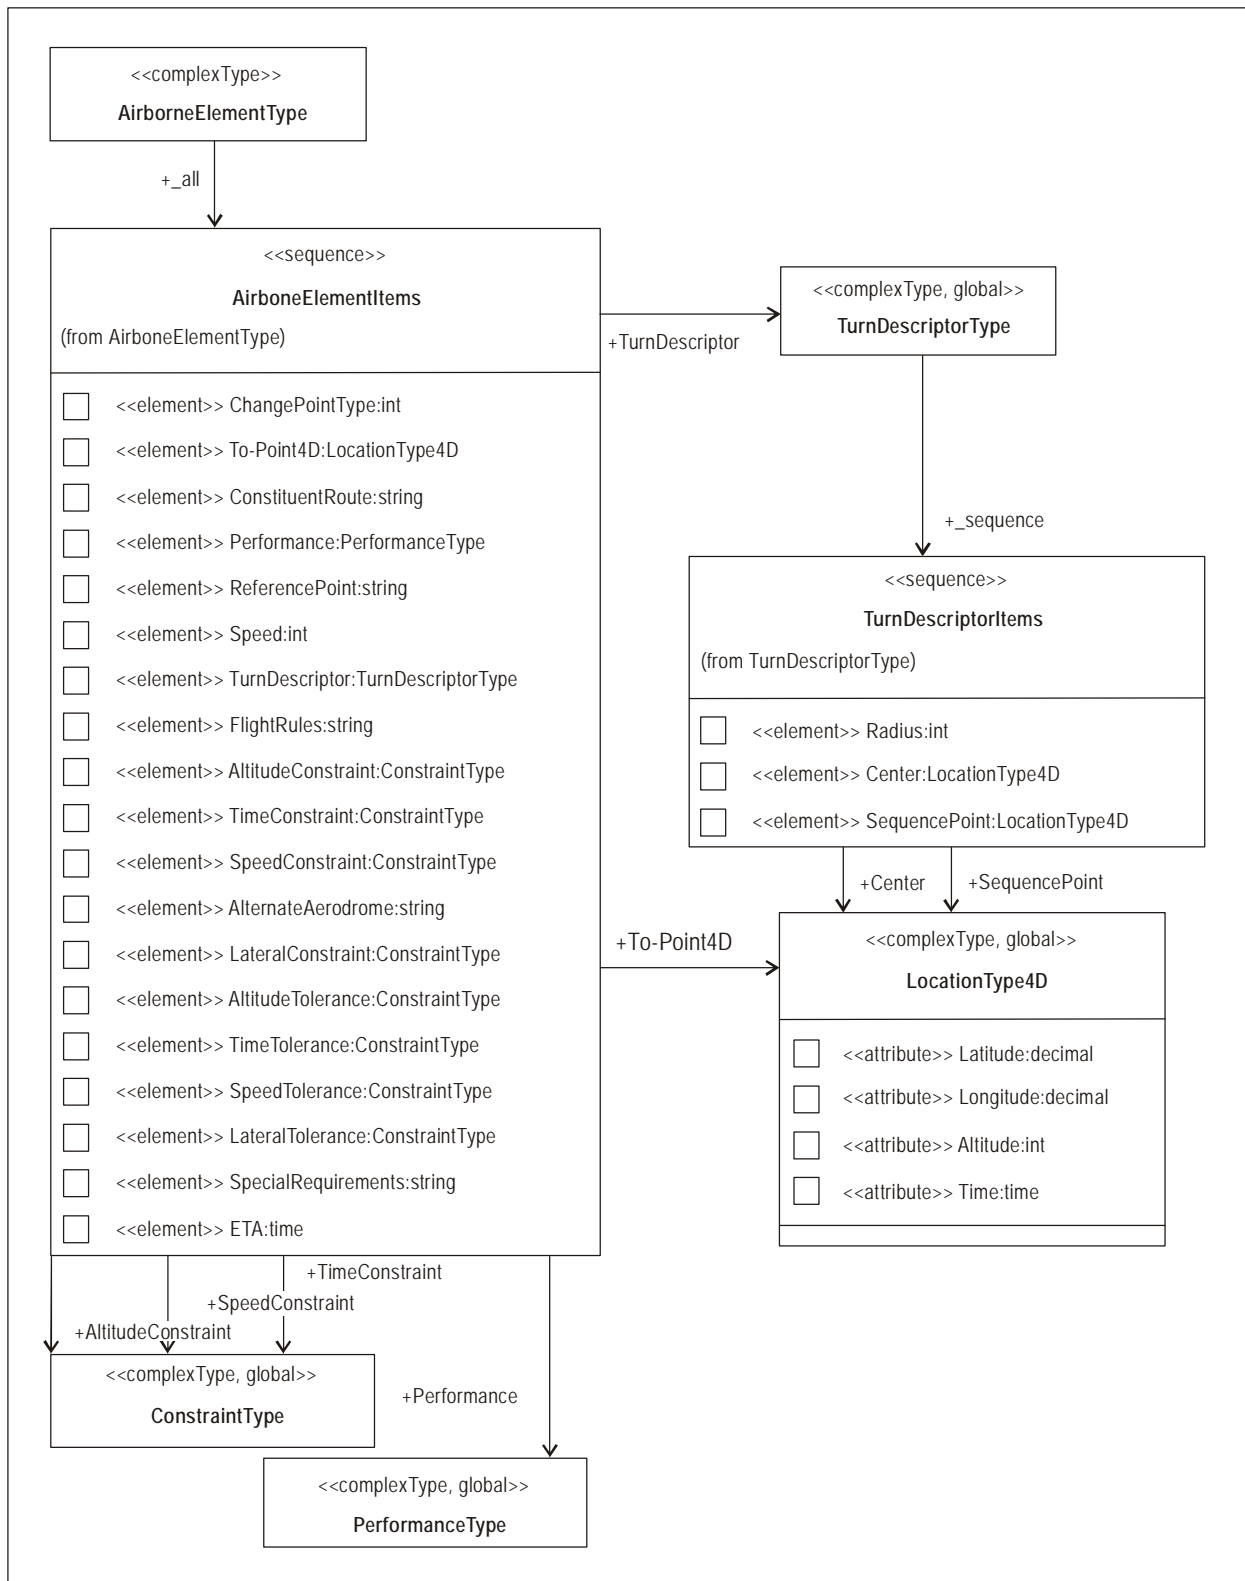 <<complexType>>
AirborneElementType
+_all
<<sequence>>
AirboneElementItems
(from AirboneElementType)
<<element>> ChangePointType:int
<<element>> To-Point4D:LocationType4D
<<element>> ConstituentRoute:string
<<element>> Performance:PerformanceType
<<element>> ReferencePoint:string
<<element>> Speed:int
<<element>> TurnDescriptor:TurnDescriptorType
<<element>> FlightRules:string
<<element>> AltitudeConstraint:ConstraintType
<<element>> TimeConstraint:ConstraintType
<<element>> SpeedConstraint:ConstraintType
<<element>> AlternateAerodrome:string
<<element>> LateralConstraint:ConstraintType
<<element>> AltitudeTolerance:ConstraintType
<<element>> TimeTolerance:ConstraintType
<<element>> SpeedTolerance:ConstraintType
<<element>> LateralTolerance:ConstraintType
<<element>> SpecialRequirements:string
<<element>> ETA:time
+TurnDescriptor
<<complexType, global>>
TurnDescriptorType
+_sequence
<<sequence>>
TurnDescriptorItems
(from TurnDescriptorType)
<<element>> Radius:int
<<element>> Center:LocationType4D
<<element>> SequencePoint:LocationType4D
+Center
+SequencePoint
+To-Point4D
<<complexType, global>>
LocationType4D
<<attribute>> Latitude:decimal
<<attribute>> Longitude:decimal
<<attribute>> Altitude:int
<<attribute>> Time:time
+TimeConstraint
+SpeedConstraint
+AltitudeConstraint
<<complexType, global>>
ConstraintType
+Performance
<<complexType, global>>
PerformanceType